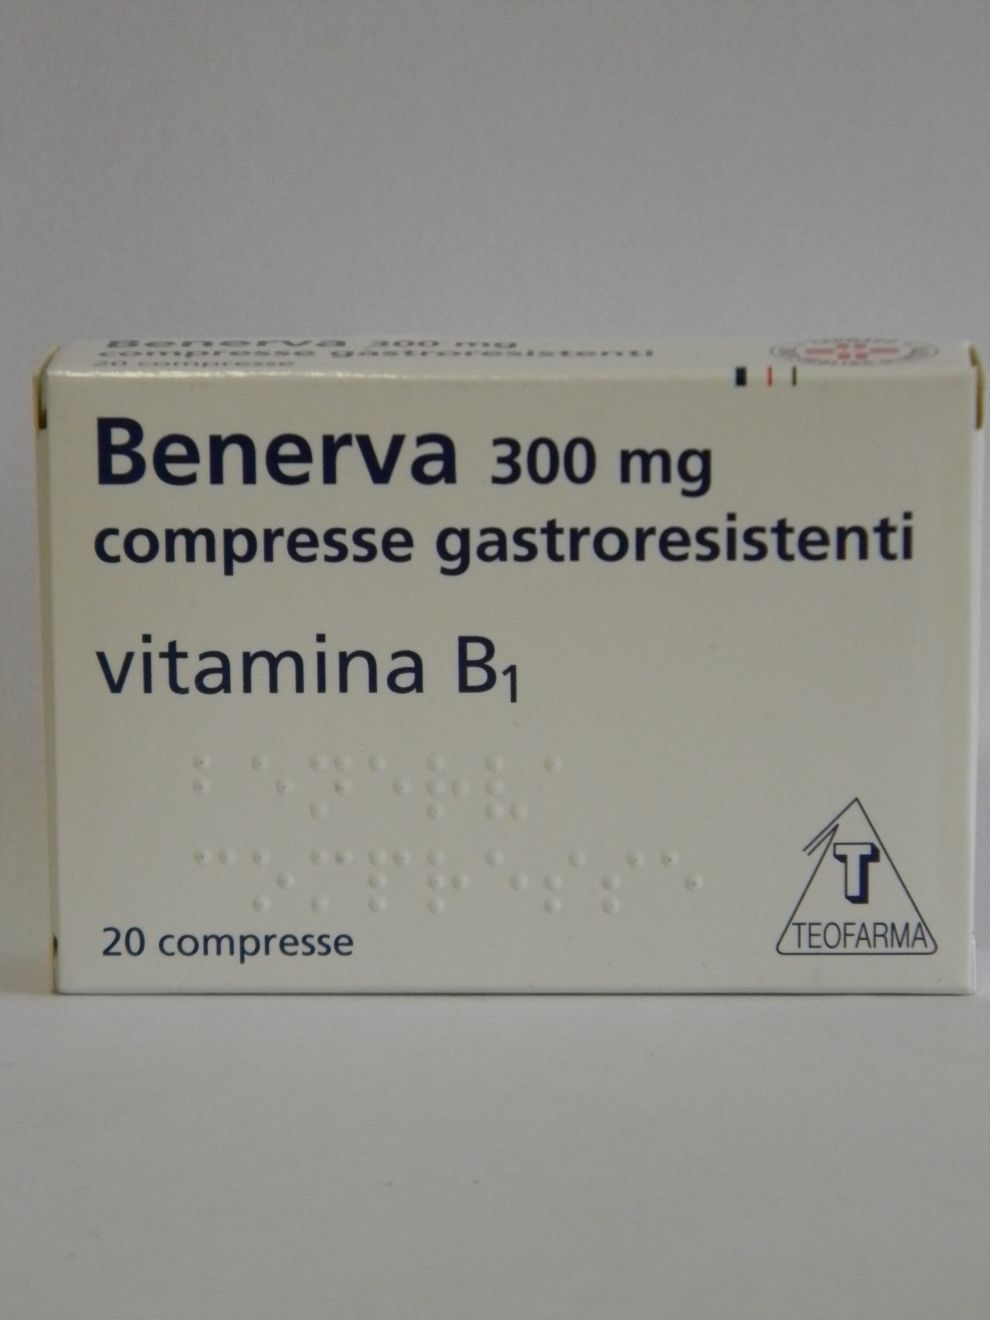 Benerva 300 mg
compresse gastroresistenti
20 compresse
Benerva 300 mg
compresse gastroresistenti
vitamina B₁
20 compresse
T
TEOFARMA